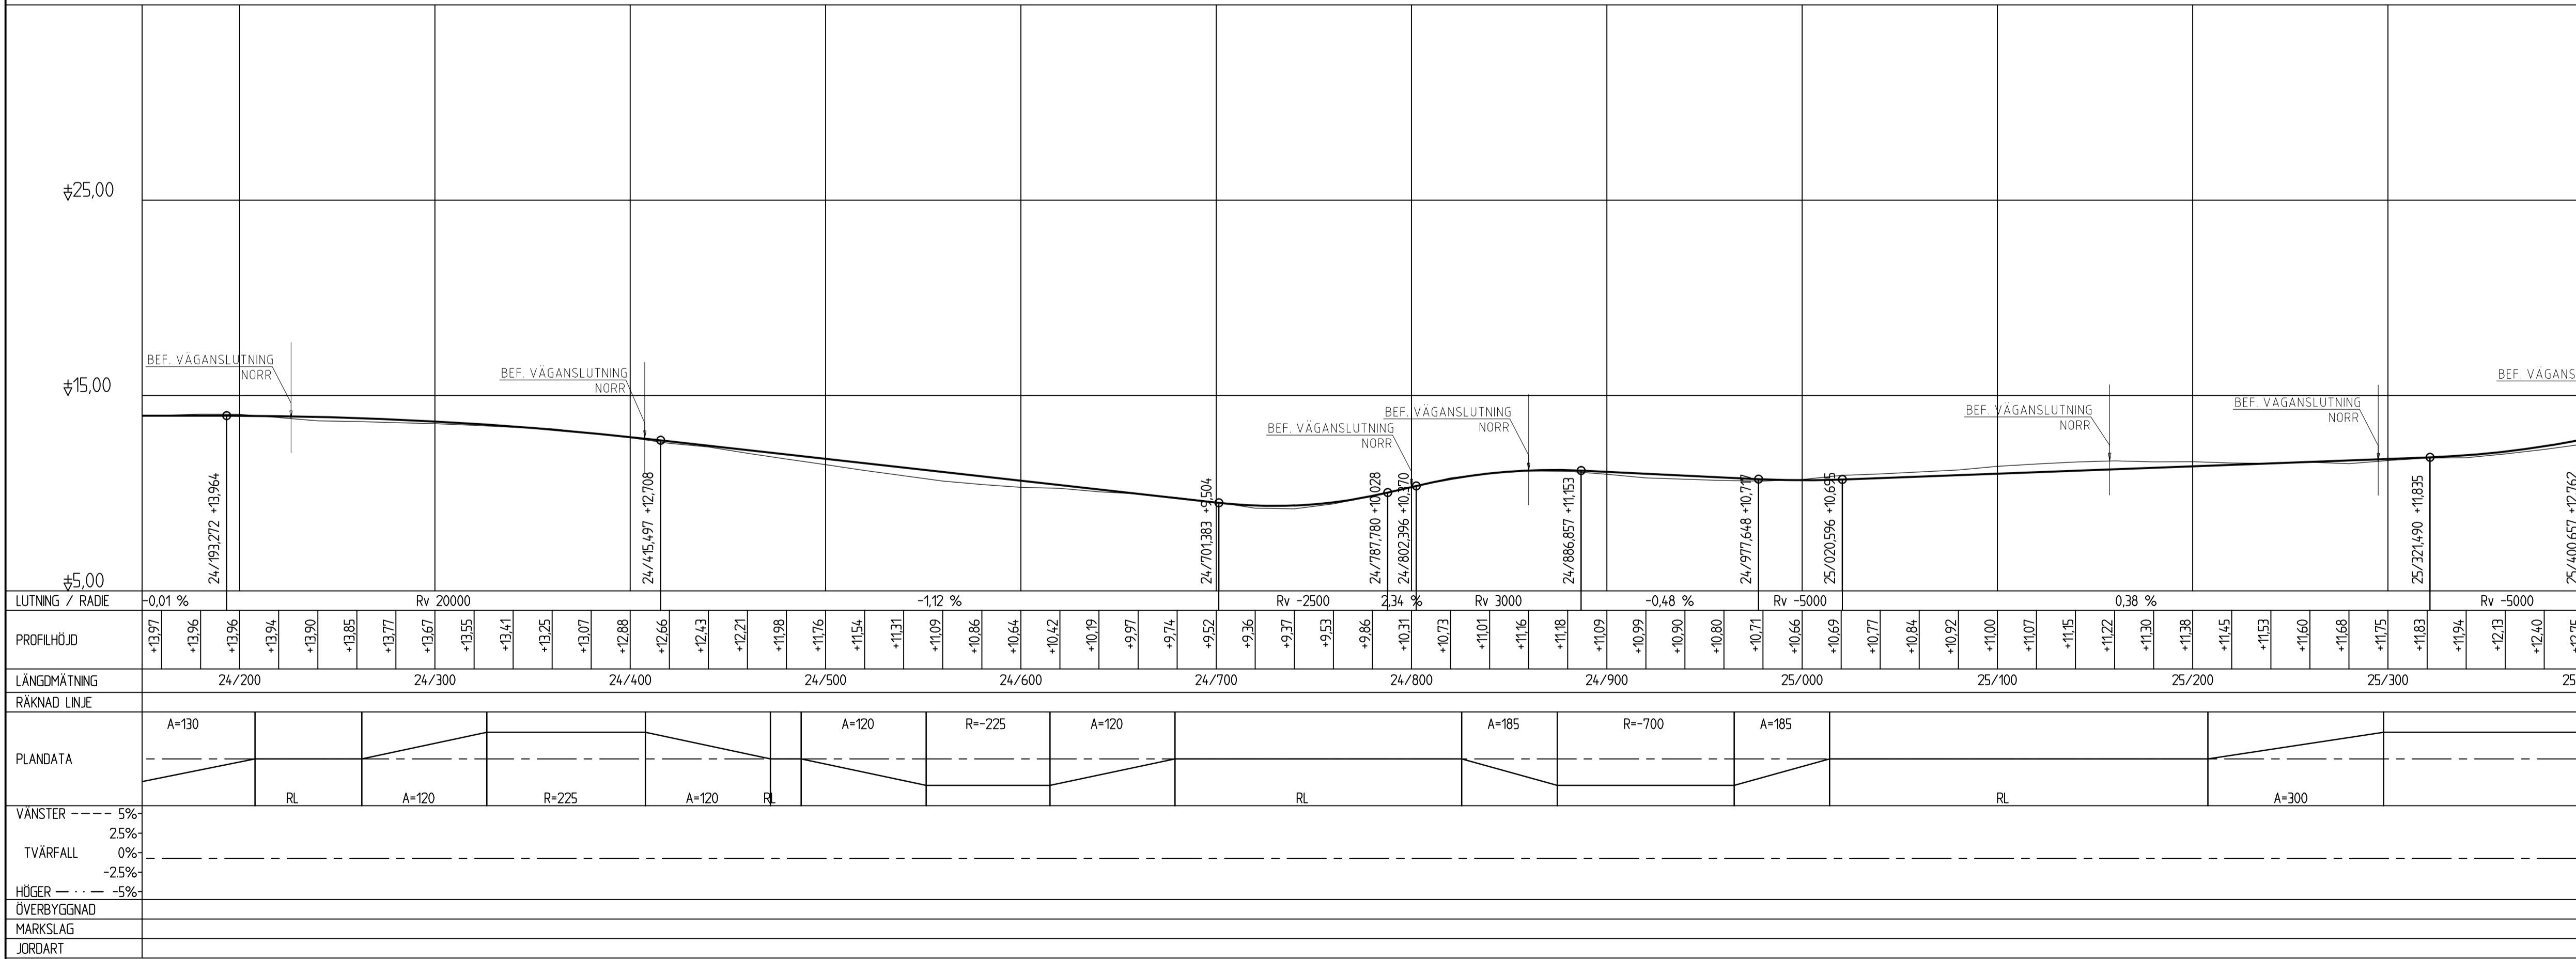 +25,00
+15,00
+5,00
BEF. VÄGANSLUTNING
NORR
BEF. VÄGANSLUTNING
NORR
BEF. VÄGANSLUTNING
NORR
BEF. VÄGANSLUTNING
NORR
BEF. VÄGANSLUTNING
NORR
BEF. VÄGANSLUTNING
NORR
BEF. VÄGANS
24/193,272 +13,964
24/415,497 +12,708
24/701,383 +9,504
24/787,780 +10,028
24/802,396 +10,370
24/886,857 +11,153
24/977,648 +10,717
25/020,596 +10,695
25/321,490 +11,835
25/400,657 +12,762
LUTNING / RADIE -0,01 % Rv 20000 -1,12 % Rv -2500 2,34 % Rv 3000 -0,48 % Rv -5000 0,38 % Rv -5000
PROFILHÖJD +13,97 +13,96 +13,96 +13,94 +13,90 +13,85 +13,77 +13,67 +13,55 +13,41 +13,25 +13,07 +12,88 +12,66 +12,43 +12,21 +11,98 +11,76 +11,54 +11,31 +11,09 +10,86 +10,64 +10,42 +10,19 +9,97 +9,74 +9,52 +9,36 +9,37 +9,53 +9,86 +10,31 +10,73 +11,01 +11,16 +11,18 +11,09 +10,99 +10,90 +10,80 +10,71 +10,66 +10,69 +10,77 +10,84 +10,92 +11,00 +11,07 +11,15 +11,22 +11,30 +11,38 +11,45 +11,53 +11,60 +11,68 +11,75 +11,83 +11,94 +12,13 +12,40 +12,75
LÄNGDMÄTNING 24/200 24/300 24/400 24/500 24/600 24/700 24/800 24/900 25/000 25/100 25/200 25/300 25
RÄKNAD LINJE
A=130 A=120 R=-225 A=120 A=185 R=-700 A=185
PLANDATA
RL A=120 R=225 A=120 RL RL RL A=300
VÄNSTER 5%
2.5%
TVÄRFALL 0%
-2.5%
HÖGER -5%
ÖVERBYGGNAD
MARKSLAG
JORDART